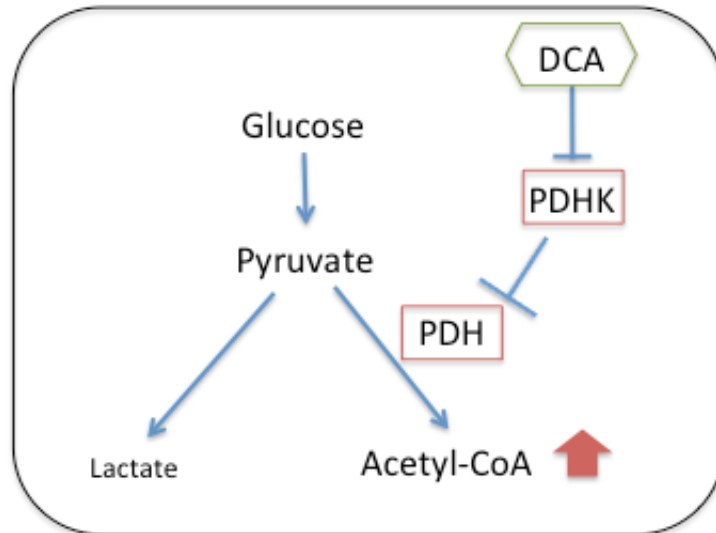 DCA
Glucose
PDHK
Pyruvate
PDH
Lactate
Acetyl-CoA